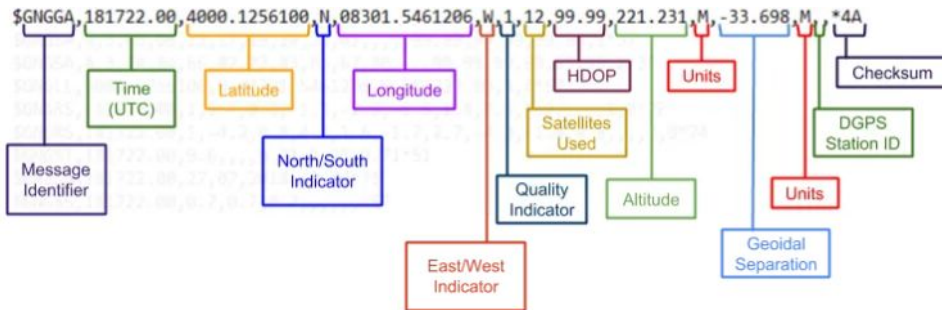 $GNGGA,181722.00,4000.1256100,N,08301.5461206,W,1,12,99.99,221.231,M,-33.698,M,,*4A
Time
(UTC)
Latitude
Longitude
HDOP
Units
Checksum
Message
Identifier
North/South
Indicator
Satellites
Used
DGPS
Station ID
Quality
Indicator
Altitude
Units
East/West
Indicator
Geoidal
Separation